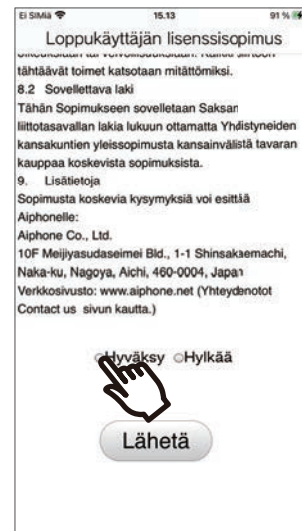 Ei SIMiä 15.13 91 %
Loppukäyttäjän lisenssisopimus
tähtäävät toimet katsotaan mitättömiksi.
8.2 Sovellettava laki
Tähän Sopimukseen sovelletaan Saksan
liittotasavallan lakia lukuun ottamatta Yhdistyneiden
kansakuntien yleissopimusta kansainvälistä tavaran
kauppaa koskevista sopimuksista.
9. Lisätietoja
Sopimusta koskevia kysymyksiä voi esittää
Aiphonelle:
Aiphone Co., Ltd.
10F Meijiyasudaseimei Bld., 1-1 Shinsakaemachi,
Naka-ku, Nagoya, Aichi, 460-0004, Japan
Verkkosivusto: www.aiphone.net (Yhteydenotot
Contact us sivun kautta.)
Hyväksy Hylkää
Lähetä